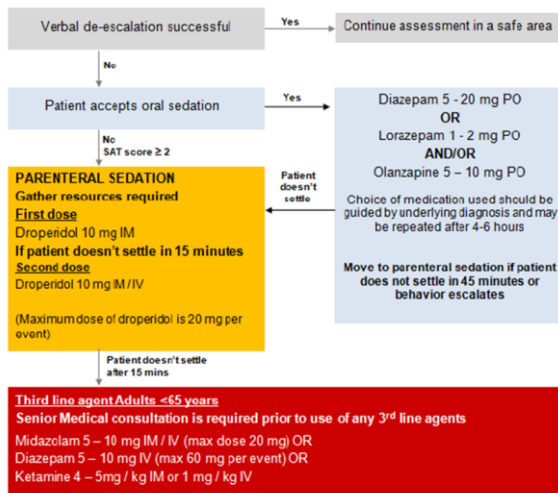 Verbal de-escalation successful
Yes
Continue assessment in a safe area
No
Patient accepts oral sedation
Yes
Diazepam 5 - 20 mg PO
OR
Lorazepam 1 - 2 mg PO
AND/OR
Olanzapine 5 – 10 mg PO
Choice of medication used should be
guided by underlying diagnosis and may
be repeated after 4-6 hours
Move to parenteral sedation if patient
does not settle in 45 minutes or
behavior escalates
No
SAT score ≥ 2
Patient
doesn't
settle
PARENTERAL SEDATION
Gather resources required
First dose
Droperidol 10 mg IM
If patient doesn't settle in 15 minutes
Second dose
Droperidol 10 mg IM / IV
(Maximum dose of droperidol is 20 mg per
event)
Patient doesn't settle
after 15 mins
Third line agent Adults <65 years
Senior Medical consultation is required prior to use of any 3rd line agents
Midazolam 5 – 10 mg IM / IV (max dose 20 mg) OR
Diazepam 5 – 10 mg IV (max 60 mg per event) OR
Ketamine 4 – 5mg / kg IM or 1 mg / kg IV